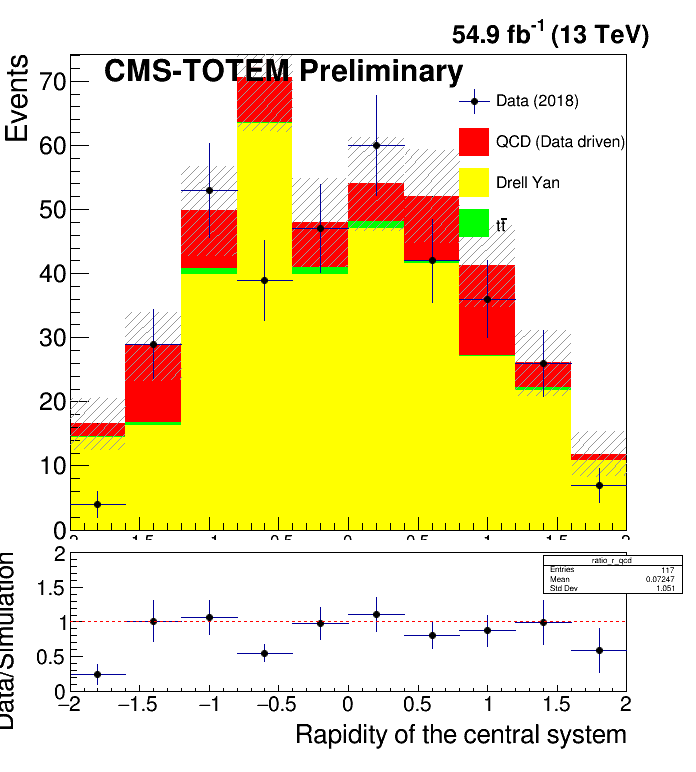 54.9 fb-1 (13 TeV)
CMS-TOTEM Preliminary
Events
70
60
50
40
30
20
10
0
Data (2018)
QCD (Data driven)
Drell Yan
tt̄
2
1.5
1
0.5
0
Data/Simulation
ratio_r_qcd
Entries 117
Mean 0.07247
Std Dev 1.051
−2 −1.5 −1 −0.5 0 0.5 1 1.5 2
Rapidity of the central system